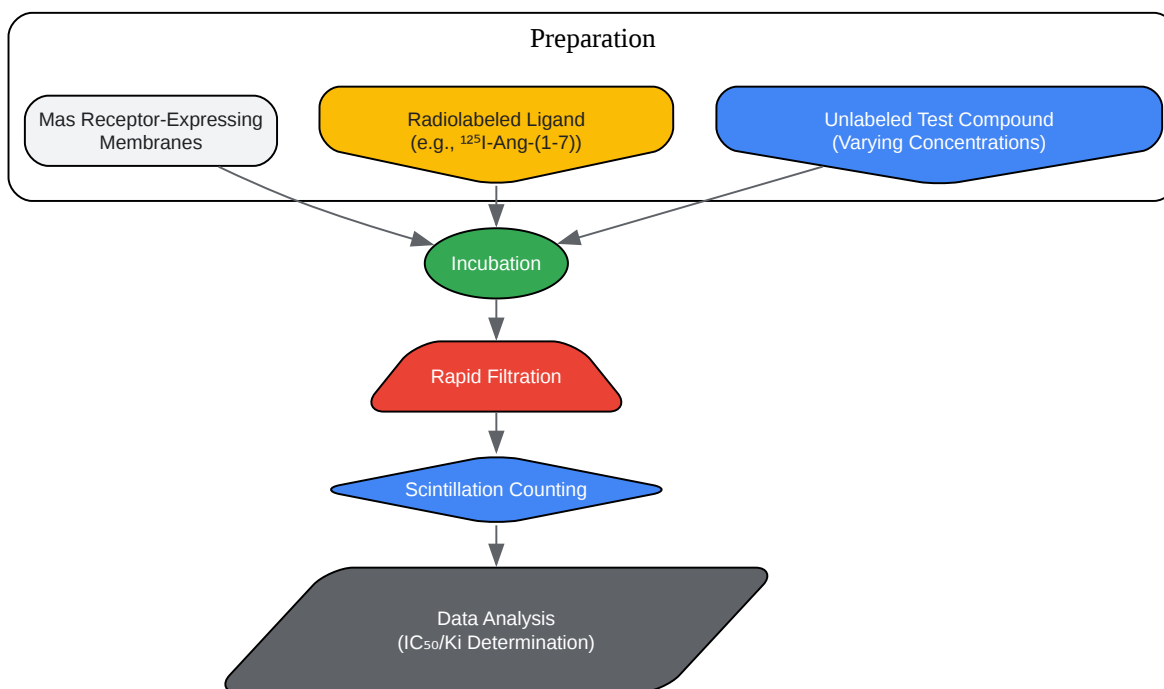 Preparation
Mas Receptor-Expressing
Membranes
Radiolabeled Ligand
(e.g., ¹²⁵I-Ang-(1-7))
Unlabeled Test Compound
(Varying Concentrations)
Incubation
Rapid Filtration
Scintillation Counting
Data Analysis
(IC₅₀/Ki Determination)